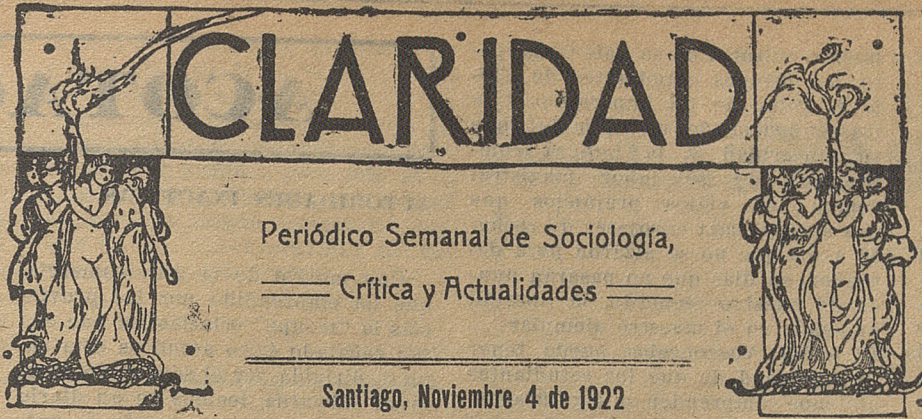 CLARIDAD
Periódico Semanal de Sociología,
Crítica y Actualidades
Santiago, Noviembre 4 de 1922